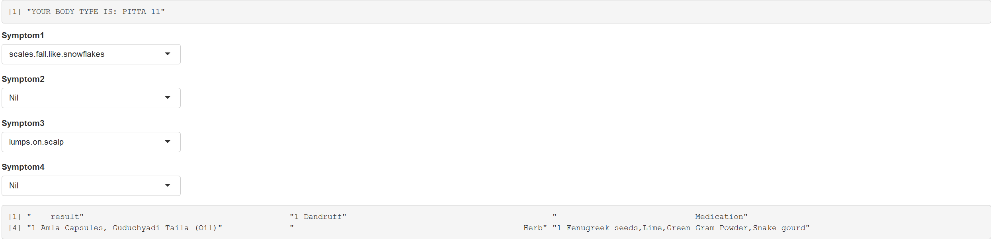 [1] "YOUR BODY TYPE IS: PITTA 11"
Symptom1
scales.fall.like.snowflakes
Symptom2
Nil
Symptom3
lumps.on.scalp
Symptom4
Nil
[1] "    result"                                           "1 Dandruff"                                           "                             Medication"
[4] "1 Amla Capsules, Guduchyadi Taila (Oil)"              "                                                Herb" "1 Fenugreek seeds,Lime,Green Gram Powder,Snake gourd"